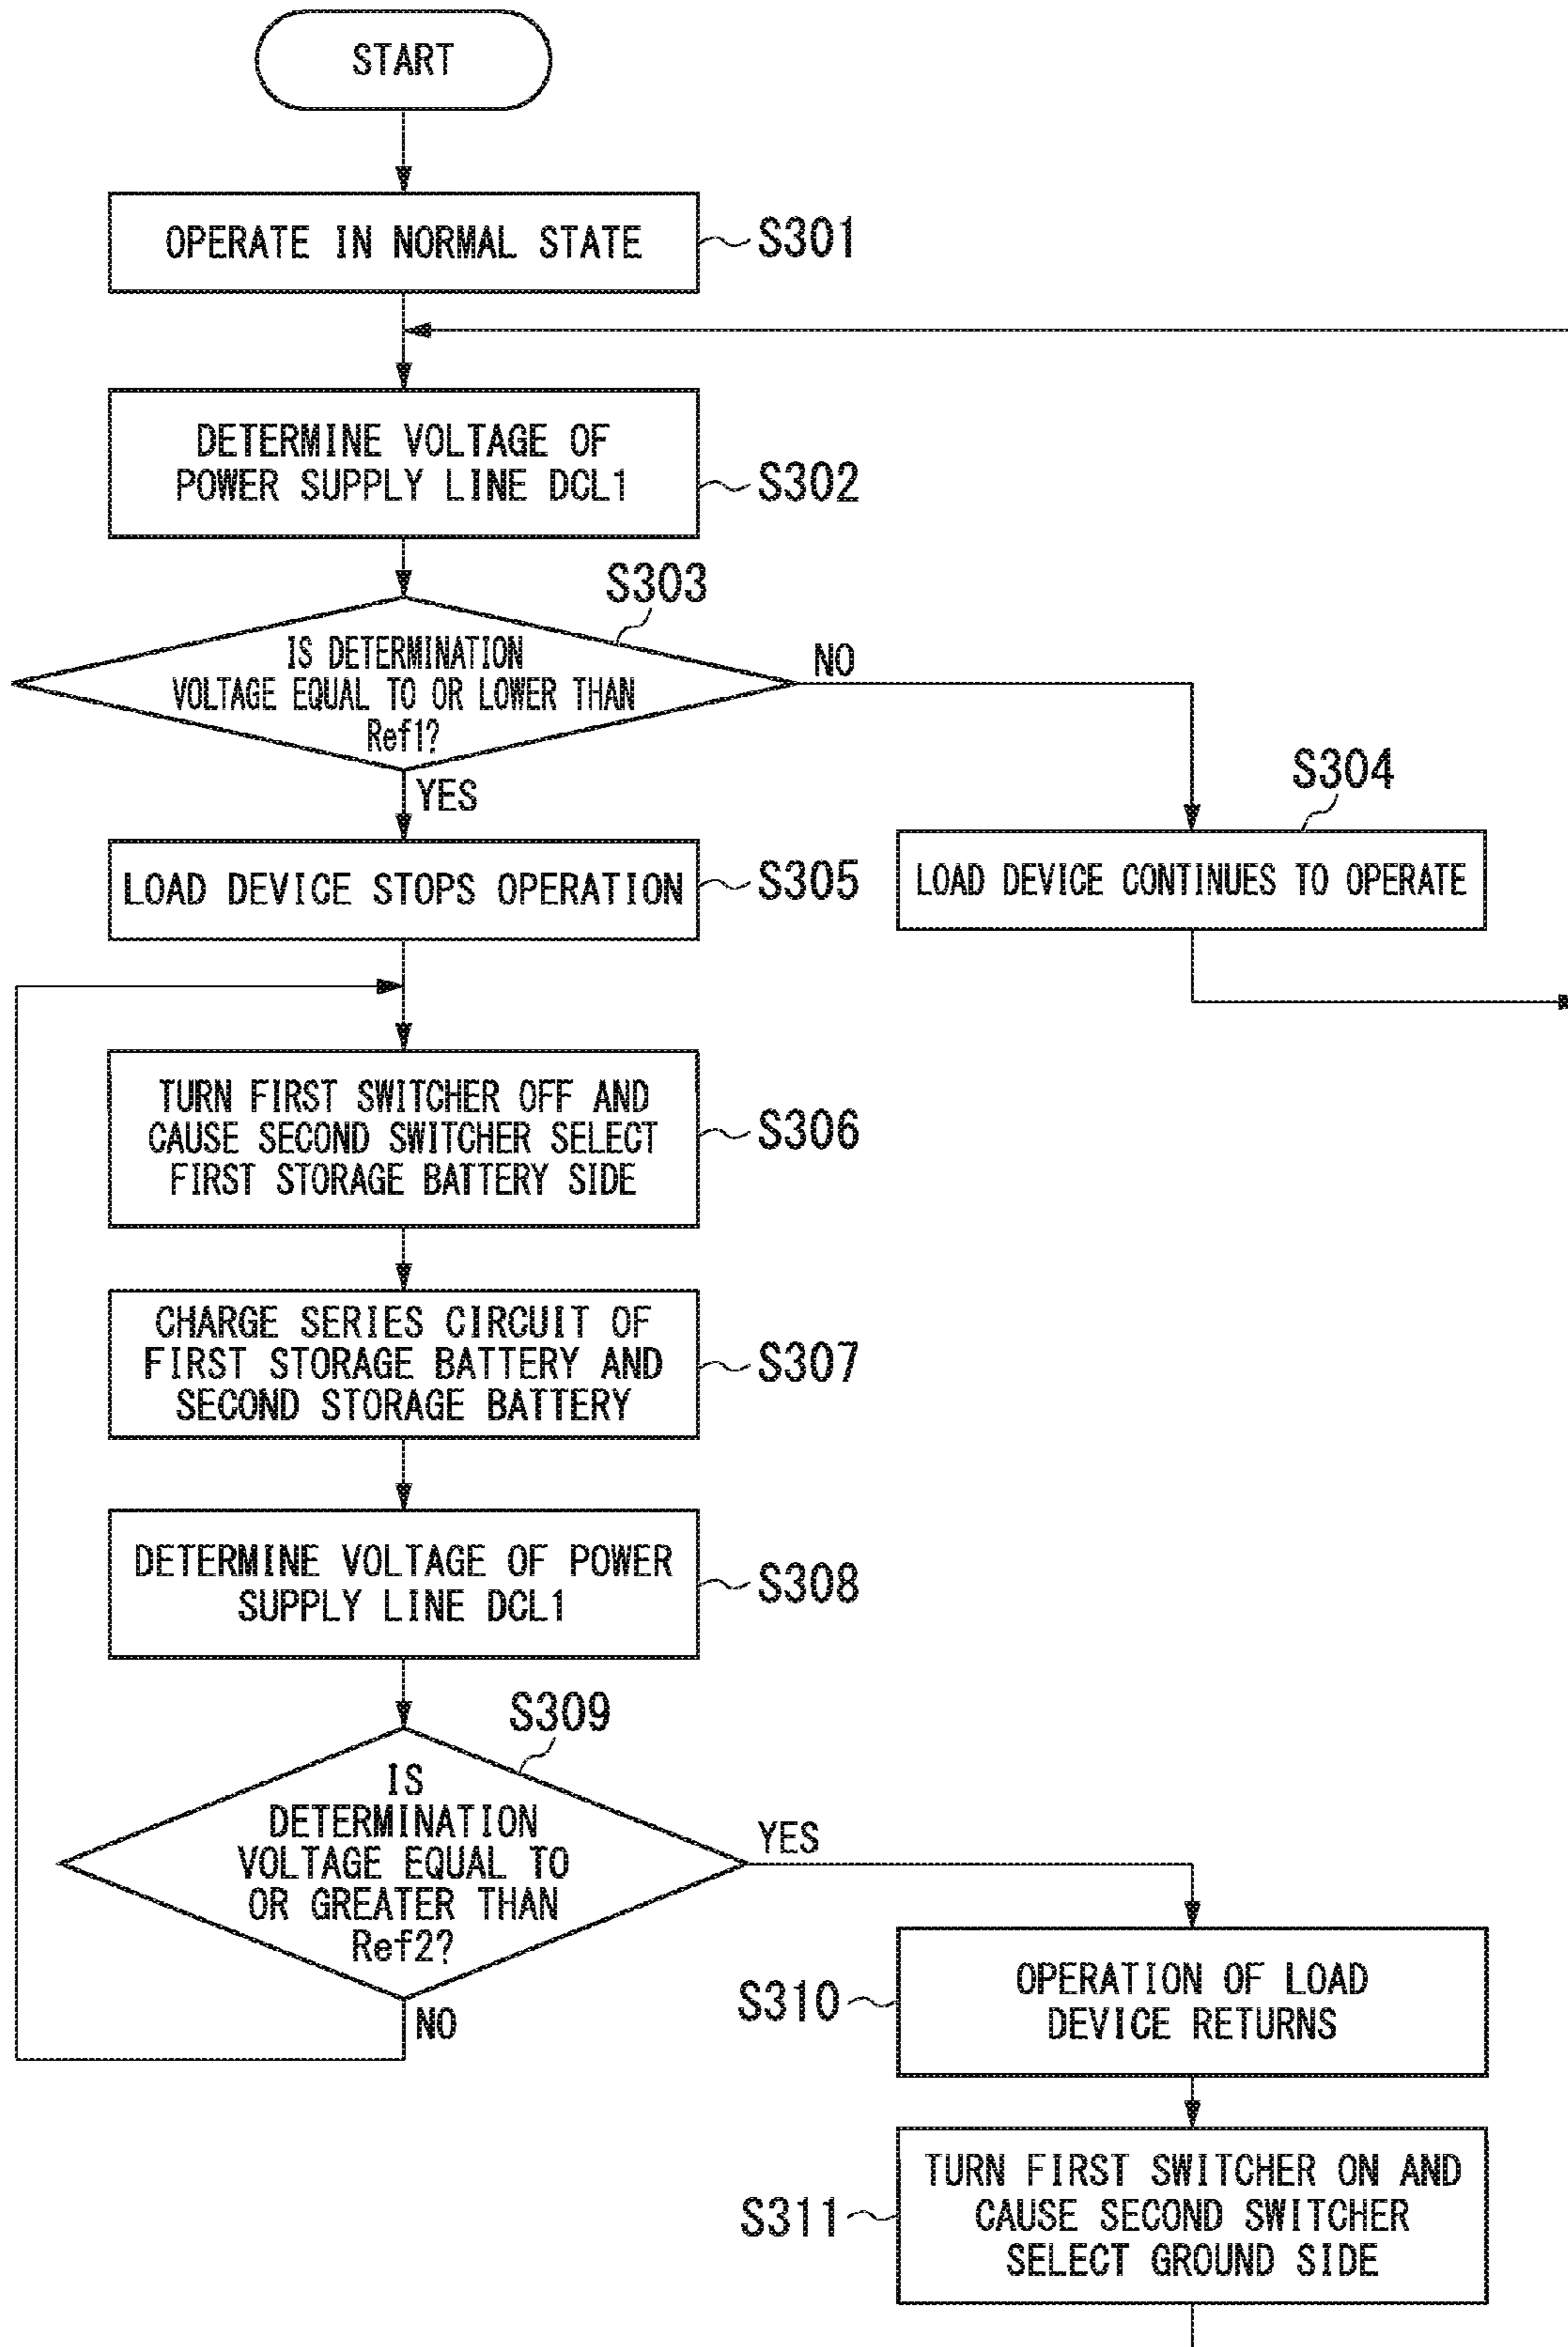 START
OPERATE IN NORMAL STATE
S301
DETERMINE VOLTAGE OF
POWER SUPPLY LINE DCL1
S302
S303
IS DETERMINATION
VOLTAGE EQUAL TO OR LOWER THAN
Ref1?
NO
YES
S304
LOAD DEVICE CONTINUES TO OPERATE
LOAD DEVICE STOPS OPERATION
S305
TURN FIRST SWITCHER OFF AND
CAUSE SECOND SWITCHER SELECT
FIRST STORAGE BATTERY SIDE
S306
CHARGE SERIES CIRCUIT OF
FIRST STORAGE BATTERY AND
SECOND STORAGE BATTERY
S307
DETERMINE VOLTAGE OF POWER
SUPPLY LINE DCL1
S308
S309
IS
DETERMINATION
VOLTAGE EQUAL TO
OR GREATER THAN
Ref2?
YES
NO
S310
OPERATION OF LOAD
DEVICE RETURNS
S311
TURN FIRST SWITCHER ON AND
CAUSE SECOND SWITCHER
SELECT GROUND SIDE